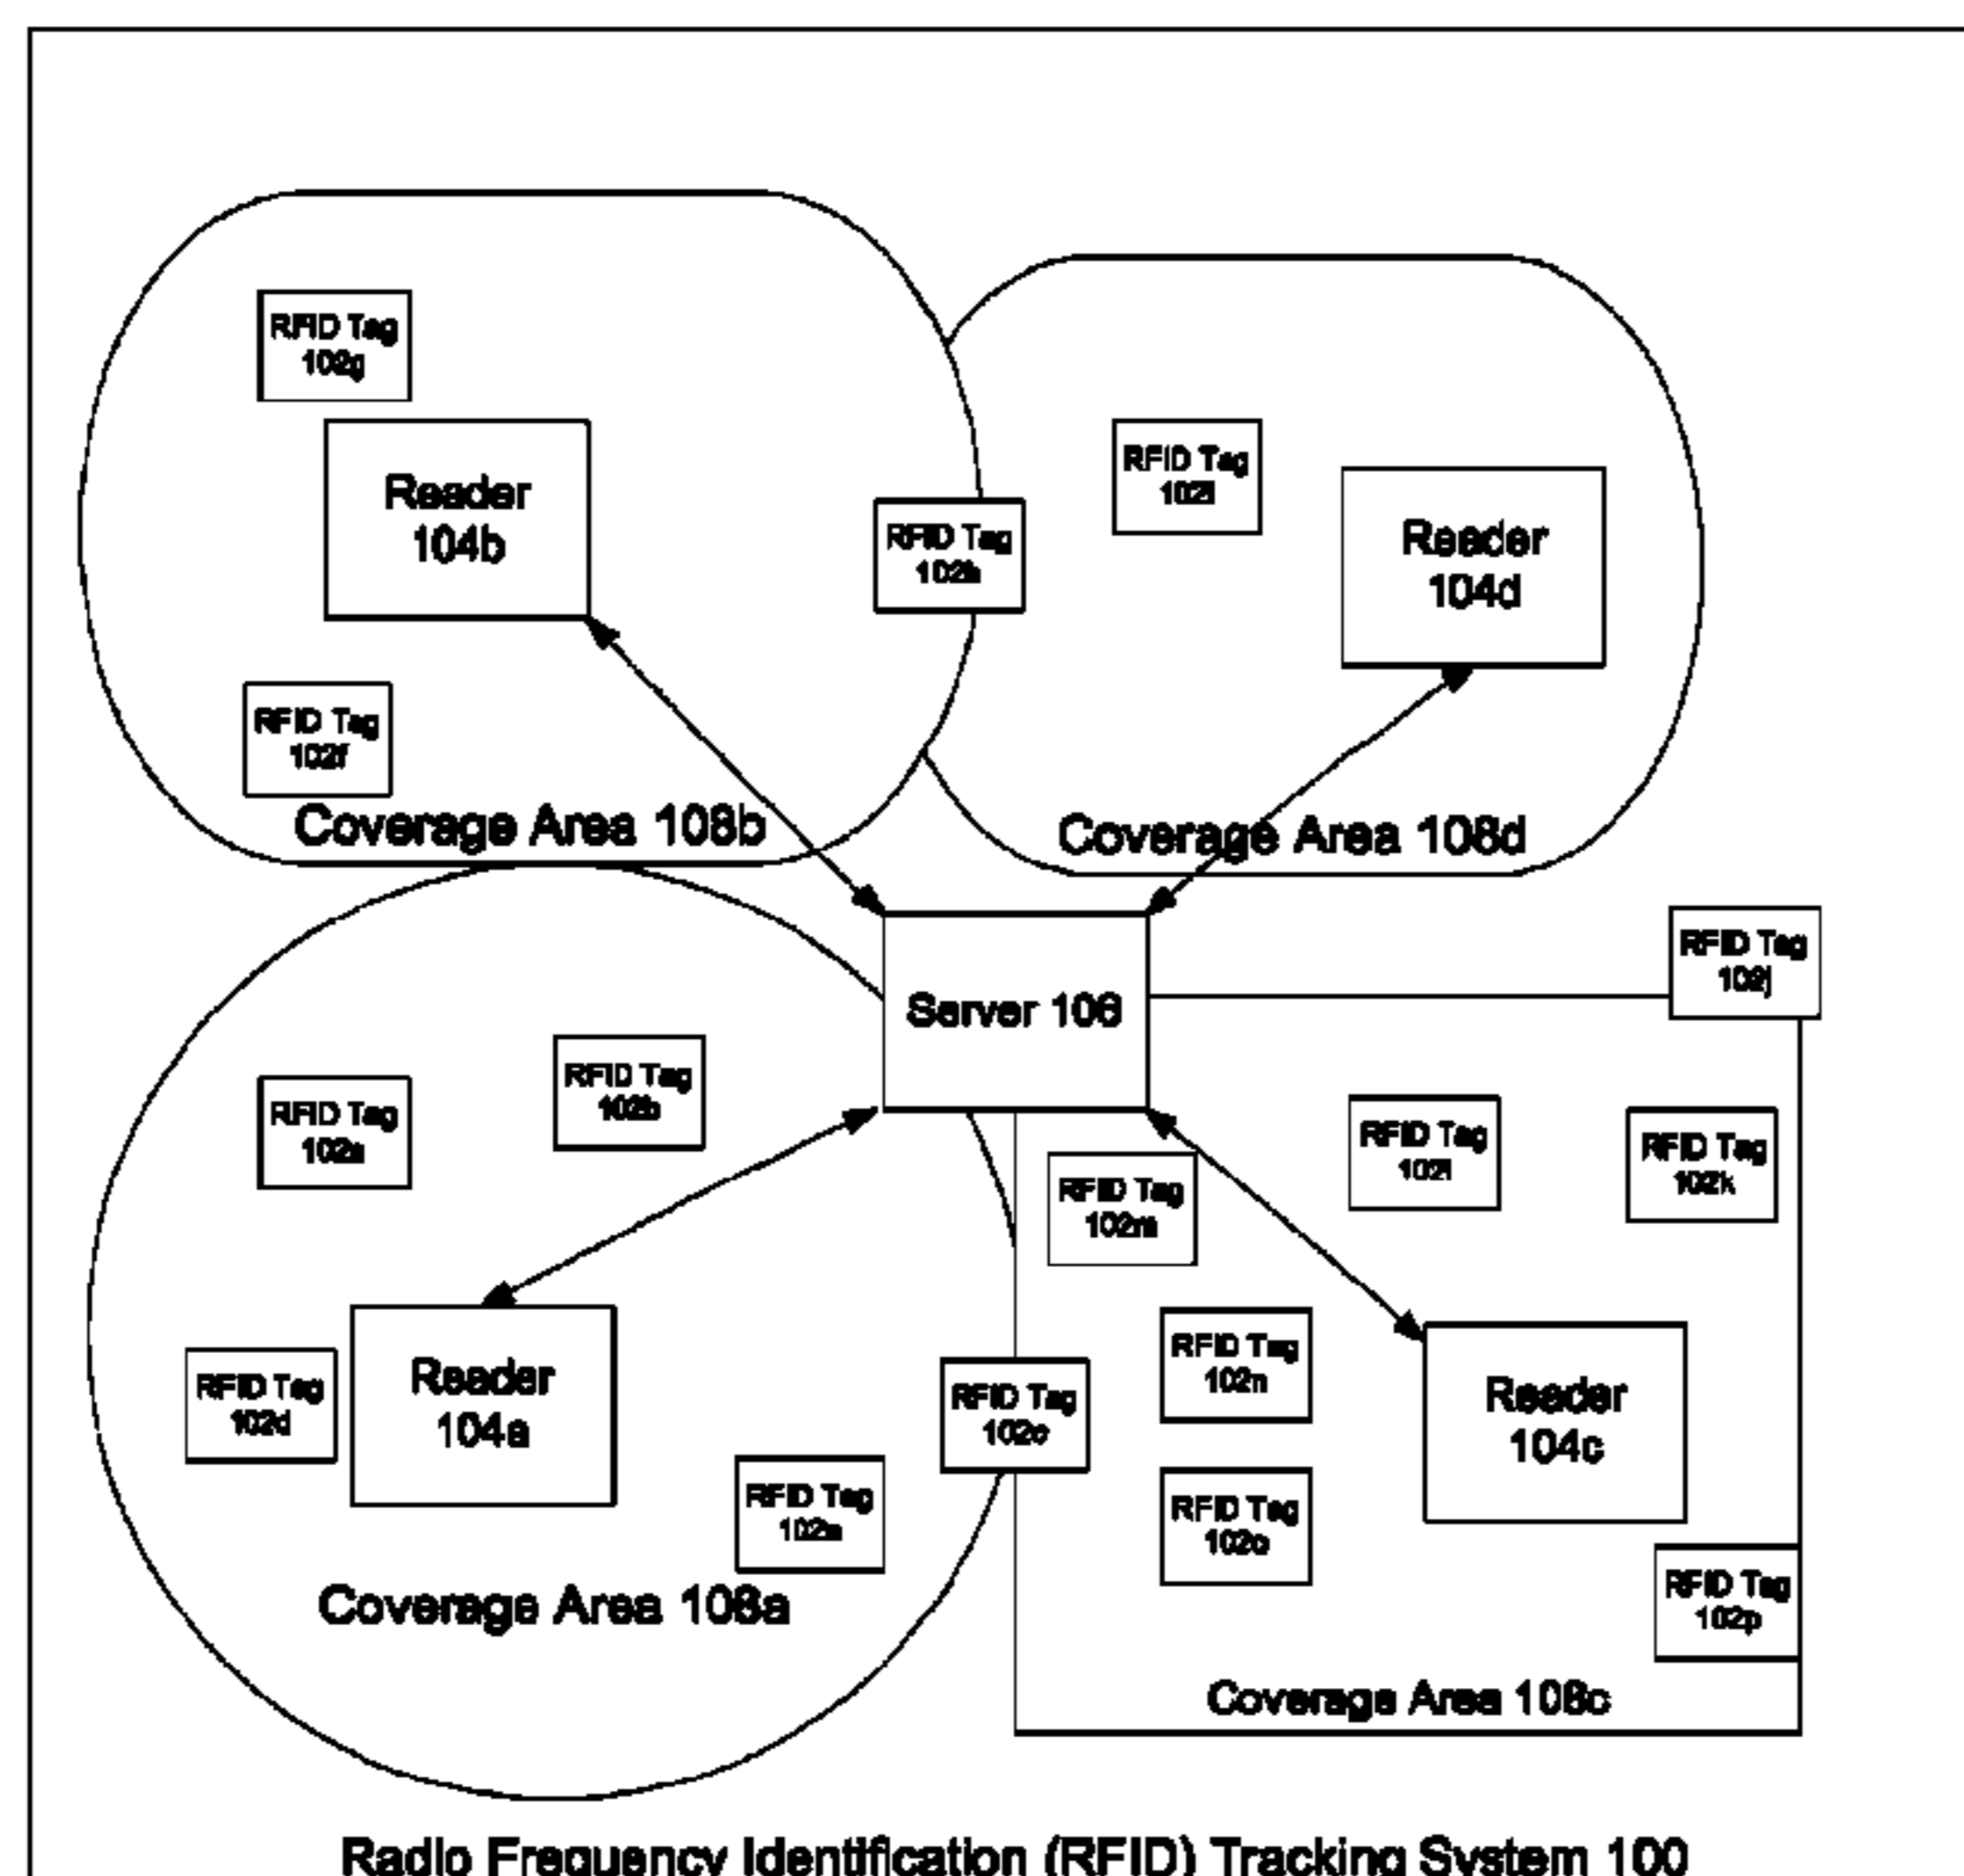 RFID Tag
102g
Reader
104b
RFID Tag
102f
Coverage Area 108b
RFID Tag
102h
RFID Tag
Reader
104d
Coverage Area 108d
Server 106
RFID Tag
102j
RFID Tag
102a
RFID Tag
102b
Reader
104a
RFID Tag
102d
RFID Tag
RFID Tag
Coverage Area 108a
RFID Tag
102m
RFID Tag
RFID Tag
102k
RFID Tag
102n
RFID Tag
102o
Reader
104c
RFID Tag
102p
Coverage Area 108c
Radio Frequency Identification (RFID) Tracking System 100